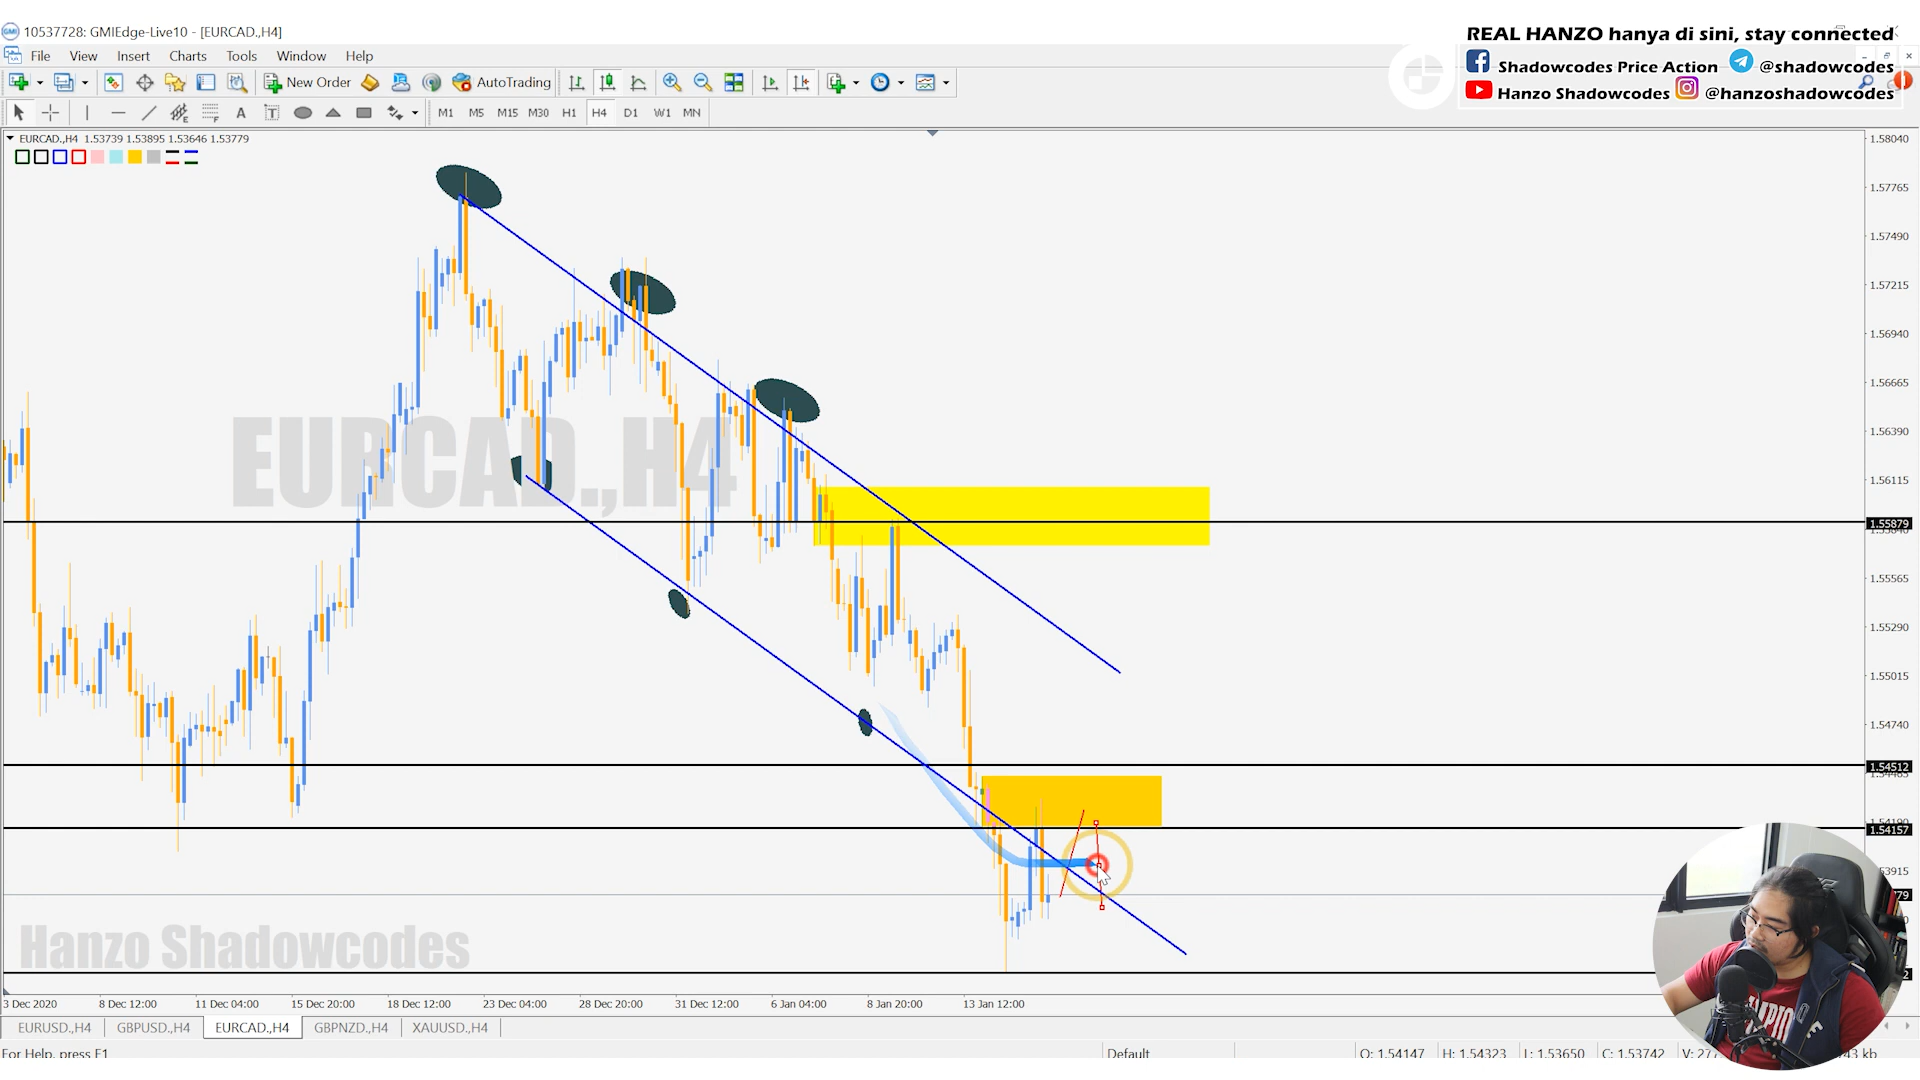 10537728: GMIEdge-Live10 - [EURCAD.,H4]
REAL HANZO hanya di sini, stay connected
File View Insert Charts Tools Window Help
Shadowcodes Price Action @shadowcodes
New Order AutoTrading
Hanzo Shadowcodes @hanzoshadowcodes
A T M1 M5 M15 M30 H1 H4 D1 W1 MN
EURCAD.,H4 1.53739 1.53895 1.53646 1.53779
1.58040
1.57765
1.57490
1.57215
1.56940
1.56665
1.56390
EURCAD.,H4
1.56115
1.55879
1.55565
1.55290
1.55015
1.54740
1.54512
1.54157
1.53915
79
Hanzo Shadowcodes
3 Dec 2020 8 Dec 12:00 11 Dec 04:00 15 Dec 20:00 18 Dec 12:00 23 Dec 04:00 28 Dec 20:00 31 Dec 12:00 6 Jan 04:00 8 Jan 20:00 13 Jan 12:00
EURUSD.,H4 GBPUSD.,H4 EURCAD.,H4 GBPNZD.,H4 XAUUSD.,H4
For Help, press F1 Default O: 1.54147 H: 1.54323 L: 1.53650 C: 1.53742 V: 27 43 kb